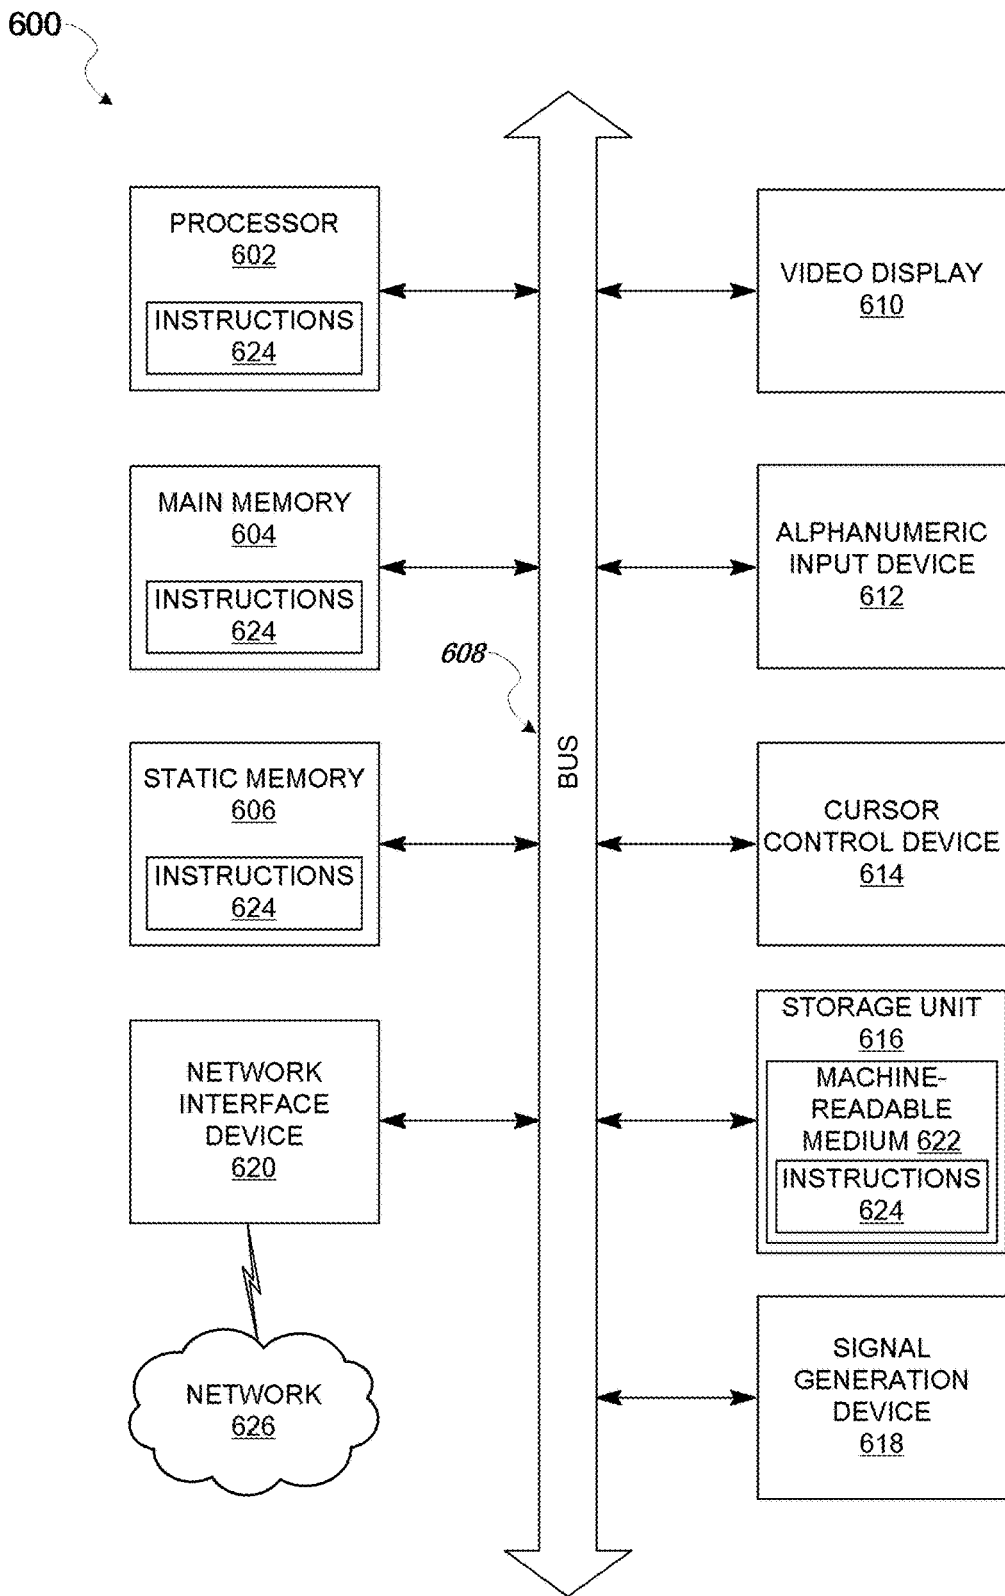 600
PROCESSOR
602
INSTRUCTIONS
624
VIDEO DISPLAY
610
MAIN MEMORY
604
INSTRUCTIONS
624
ALPHANUMERIC
INPUT DEVICE
612
608
BUS
STATIC MEMORY
606
INSTRUCTIONS
624
CURSOR
CONTROL DEVICE
614
NETWORK
INTERFACE
DEVICE
620
STORAGE UNIT
616
MACHINE-
READABLE
MEDIUM 622
INSTRUCTIONS
624
NETWORK
626
SIGNAL
GENERATION
DEVICE
618